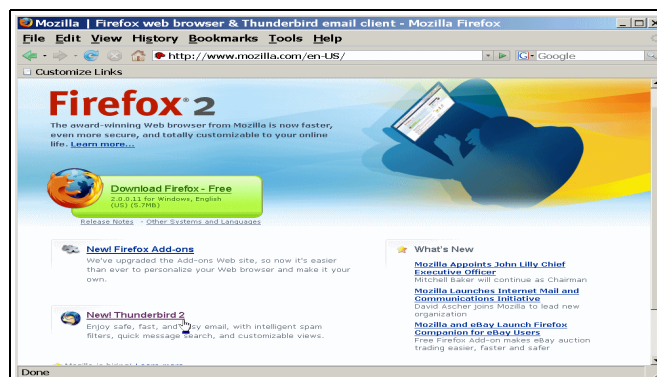 Mozilla | Firefox web browser & Thunderbird email client - Mozilla Firefox
File Edit View History Bookmarks Tools Help
http://www.mozilla.com/en-US/
G Google
Customize Links
Firefox 2
The award-winning Web browser from Mozilla is now faster,
even more secure, and totally customizable to your online
life. Learn more...
Download Firefox - Free
2.0.0.11 for Windows, English
(US) (5.7MB)
Release Notes - Other Systems and Languages
New! Firefox Add-ons
We've upgraded the Add-ons Web site, so now it's easier
than ever to personalize your Web browser and make it your
own.
New! Thunderbird 2
Enjoy safe, fast, and easy email, with intelligent spam
filters, quick message search, and customizable views.
What's New
Mozilla Appoints John Lilly Chief
Executive Officer
Mitchell Baker will continue as Chairman
Mozilla Launches Internet Mail and
Communications Initiative
David Ascher joins Mozilla to lead new
organization
Mozilla and eBay Launch Firefox
Companion for eBay Users
Free Firefox Add-on makes eBay auction
trading easier, faster and safer
Done